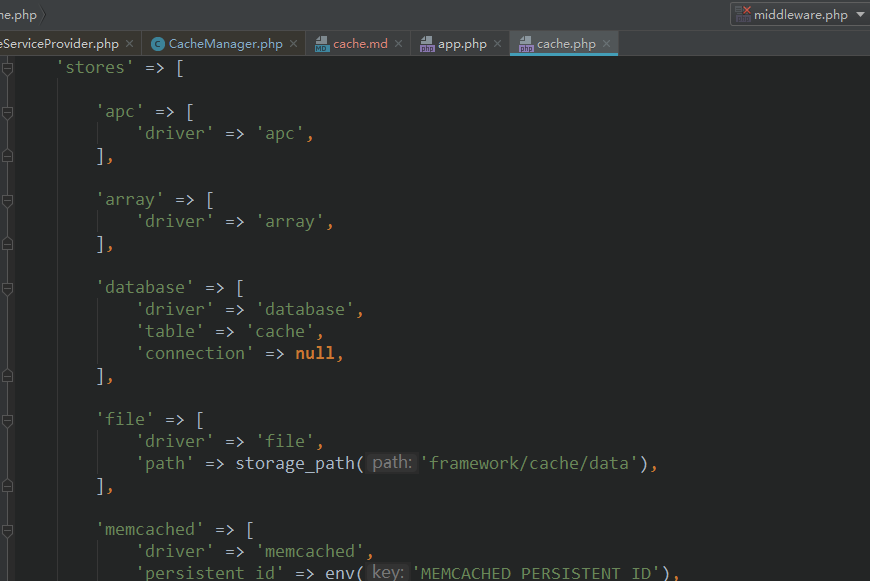 ne.php
middleware.php
eServiceProvider.php
CacheManager.php
cache.md
app.php
cache.php
'stores' => [
'apc' => [
'driver' => 'apc',
],
'array' => [
'driver' => 'array',
],
'database' => [
'driver' => 'database',
'table' => 'cache',
'connection' => null,
],
'file' => [
'driver' => 'file',
'path' => storage_path( path: 'framework/cache/data'),
],
'memcached' => [
'driver' => 'memcached',
'persistent_id' => env( key: 'MEMCACHED_PERSISTENT_ID'),